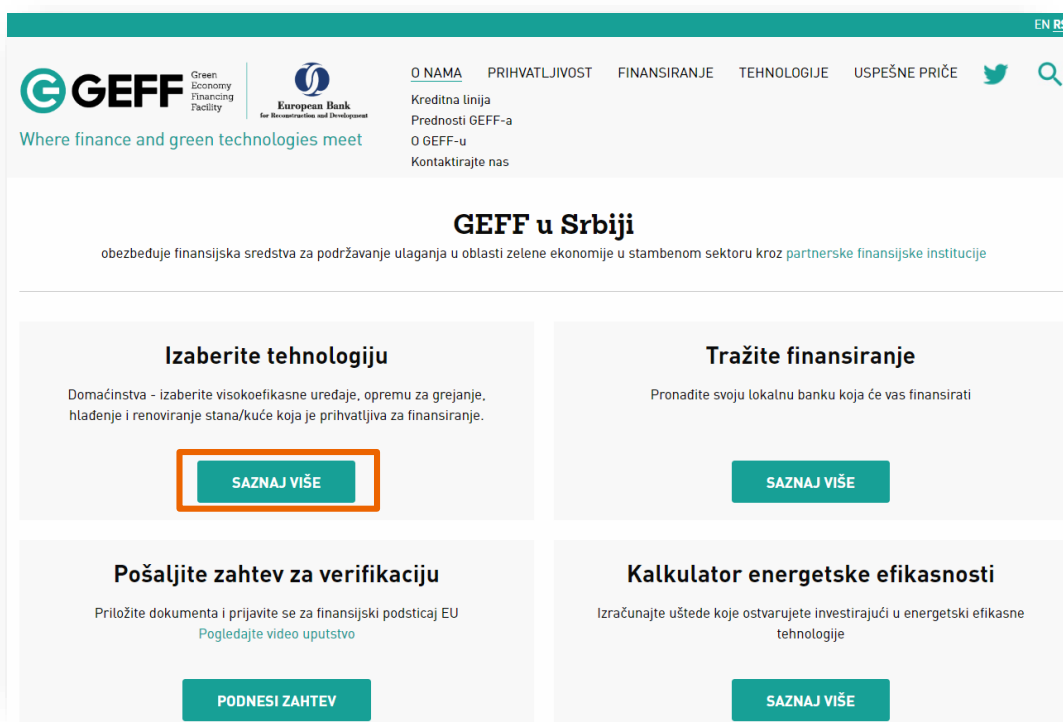 EN RS
GEFF
Green
Economy
Financing
Facility
European Bank
for Reconstruction and Development
Where finance and green technologies meet
O NAMA PRIHVATLJIVOST FINANSIRANJE TEHNOLOGIJE USPEŠNE PRIČE
Kreditna linija
Prednosti GEFF-a
O GEFF-u
Kontaktirajte nas
GEFF u Srbiji
obezbeđuje finansijska sredstva za podržavanje ulaganja u oblasti zelene ekonomije u stambenom sektoru kroz partnerske finansijske institucije
Izaberite tehnologiju
Domaćinstva - izaberite visokoefikasne uređaje, opremu za grejanje,
hlađenje i renoviranje stana/kuće koja je prihvatljiva za finansiranje.
SAZNAJ VIŠE
Tražite finansiranje
Pronađite svoju lokalnu banku koja će vas finansirati
SAZNAJ VIŠE
Pošaljite zahtev za verifikaciju
Priložite dokumenta i prijavite se za finansijski podsticaj EU
Pogledajte video uputstvo
PODNESI ZAHTEV
Kalkulator energetske efikasnosti
Izračunajte uštede koje ostvarujete investirajući u energetski efikasne
tehnologije
SAZNAJ VIŠE